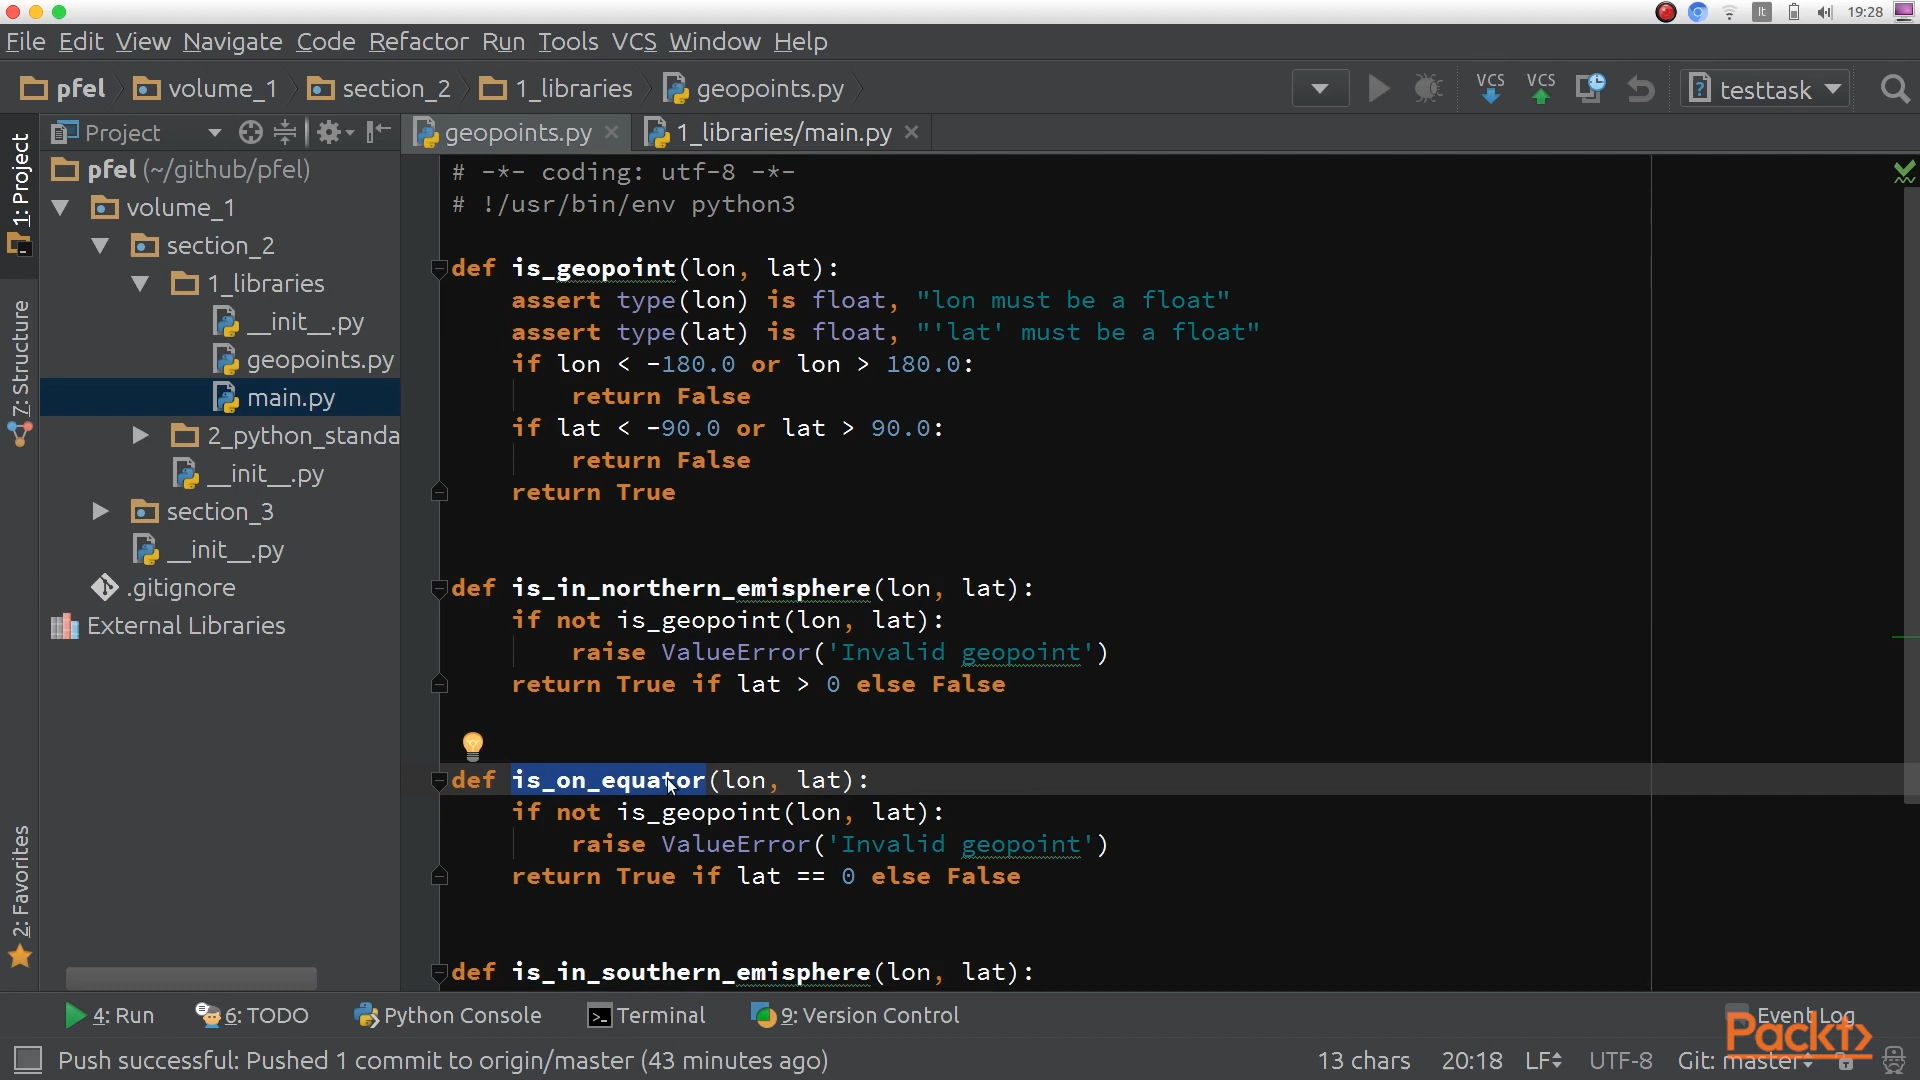 lt 19:28
File Edit View Navigate Code Refactor Run Tools VCS Window Help
pfel volume_1 section_2 1_libraries geopoints.py VCS VCS testtask
1: Project
7: Structure
2: Favorites
Project
pfel (~/github/pfel)
volume_1
section_2
1_libraries
__init__.py
geopoints.py
main.py
2_python_standa
__init__.py
section_3
__init__.py
.gitignore
External Libraries
geopoints.py 1_libraries/main.py
# -*- coding: utf-8 -*-
# !/usr/bin/env python3
def is_geopoint(lon, lat):
assert type(lon) is float, "lon must be a float"
assert type(lat) is float, "'lat' must be a float"
if lon < -180.0 or lon > 180.0:
return False
if lat < -90.0 or lat > 90.0:
return False
return True
def is_in_northern_emisphere(lon, lat):
if not is_geopoint(lon, lat):
raise ValueError('Invalid geopoint')
return True if lat > 0 else False
def is_on_equator(lon, lat):
if not is_geopoint(lon, lat):
raise ValueError('Invalid geopoint')
return True if lat == 0 else False
def is_in_southern_emisphere(lon, lat):
4: Run 6: TODO Python Console Terminal 9: Version Control Event Log
Packt>
Push successful: Pushed 1 commit to origin/master (43 minutes ago) 13 chars 20:18 LF UTF-8 Git: master